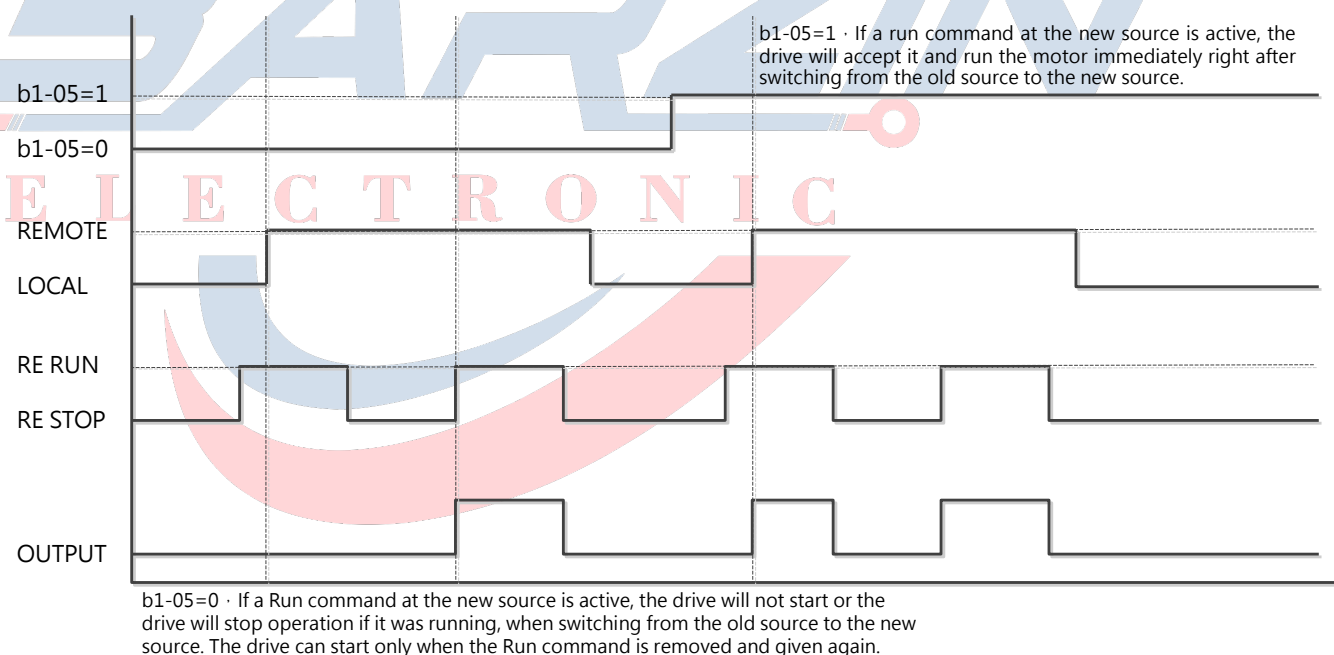 DARZIN
b1-05=1 · If a run command at the new source is active, the
drive will accept it and run the motor immediately right after
switching from the old source to the new source.
b1-05=1
b1-05=0
ELECTRONIC
REMOTE
LOCAL
RE RUN
RE STOP
OUTPUT
b1-05=0 · If a Run command at the new source is active, the drive will not start or the
drive will stop operation if it was running, when switching from the old source to the new
source. The drive can start only when the Run command is removed and given again.